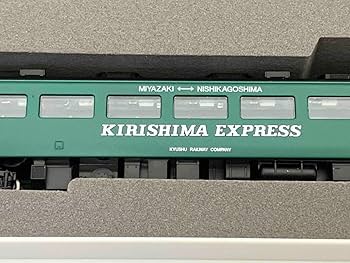 MIYAZAKI ⟷ NISHIKAGOSHIMA
KIRISHIMA EXPRESS
KYUSHU RAILWAY COMPANY